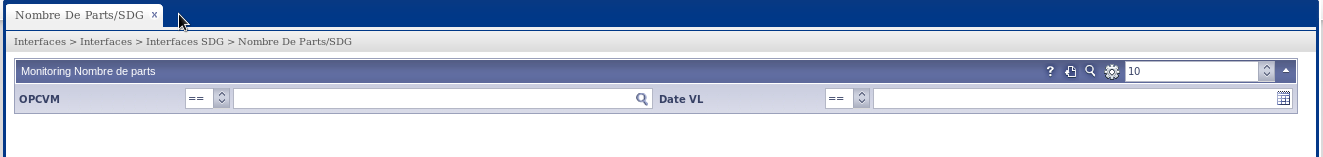 Nombre De Parts/SDG x
Interfaces > Interfaces > Interfaces SDG > Nombre De Parts/SDG
Monitoring Nombre de parts ? 10
OPCVM == Date VL ==